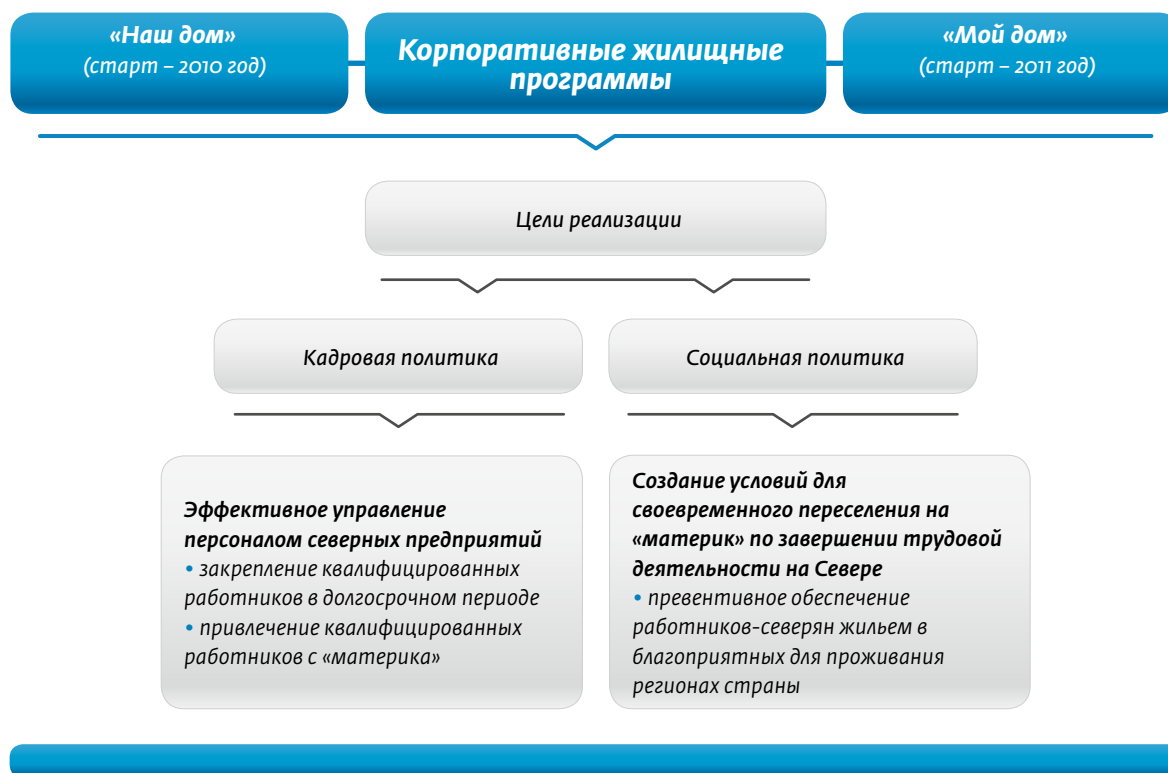 «Наш дом»
(старт – 2010 год)
Корпоративные жилищные
программы
«Мой дом»
(старт – 2011 год)
Цели реализации
Кадровая политика
Социальная политика
Эффективное управление
персоналом северных предприятий
• закрепление квалифицированных
работников в долгосрочном периоде
• привлечение квалифицированных
работников с «материка»
Создание условий для
своевременного переселения на
«материк» по завершении трудовой
деятельности на Севере
• превентивное обеспечение
работников-северян жильем в
благоприятных для проживания
регионах страны